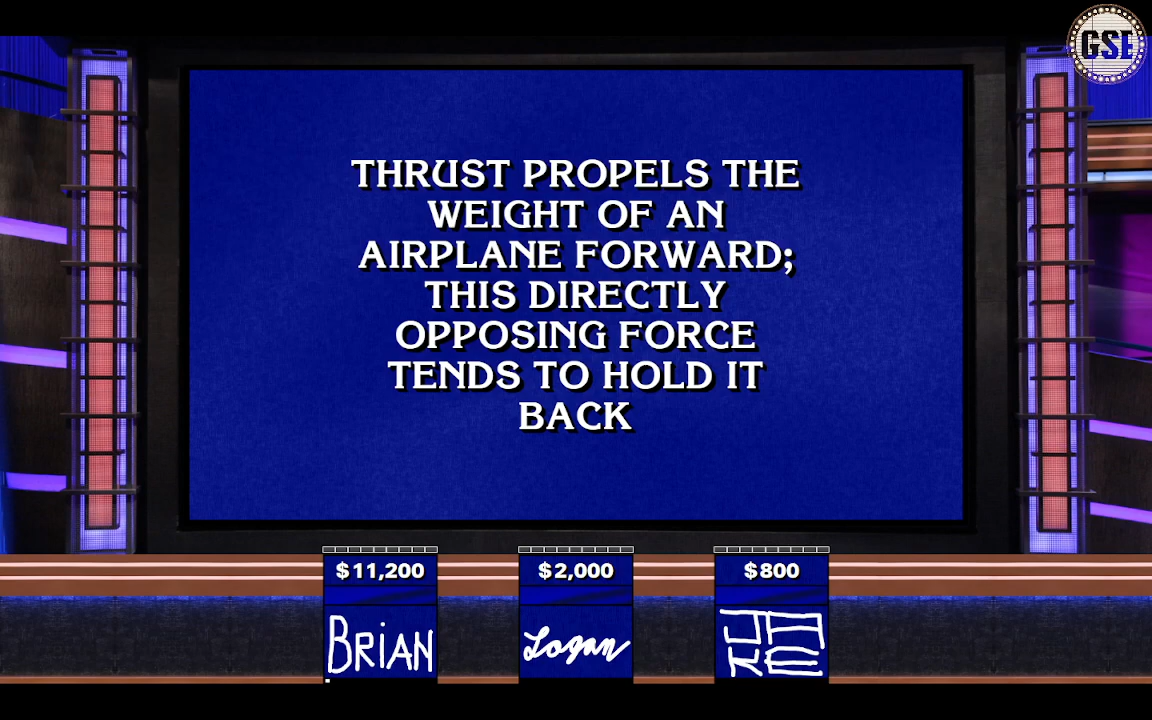 GSE
THRUST PROPELS THE
WEIGHT OF AN
AIRPLANE FORWARD;
THIS DIRECTLY
OPPOSING FORCE
TENDS TO HOLD IT
BACK
$11,200
$2,000
$800
BRIAN
Logan